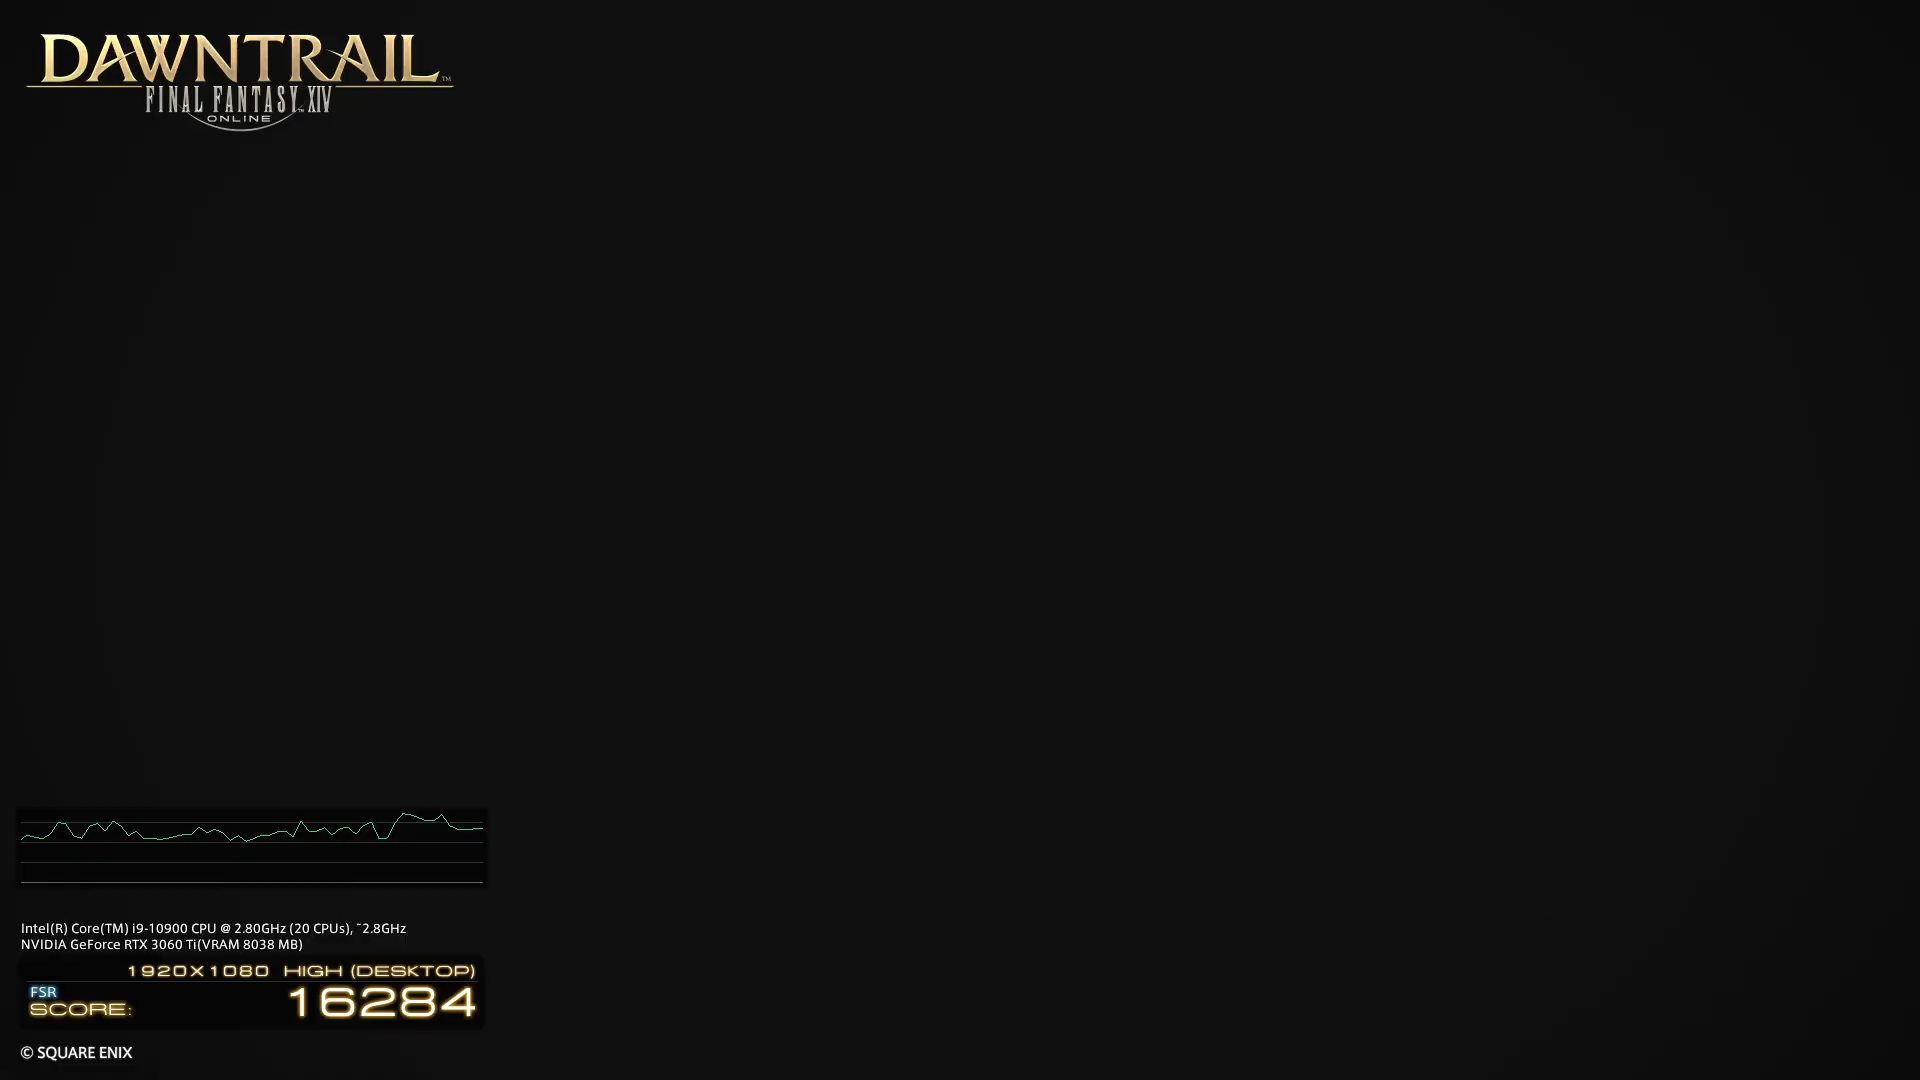 DAWNTRAIL™
FINAL FANTASY XIV
ONLINE
Intel(R) Core(TM) i9-10900 CPU @ 2.80GHz (20 CPUs), ~2.8GHz
NVIDIA GeForce RTX 3060 Ti(VRAM 8038 MB)
1920X1080 HIGH (DESKTOP)
FSR
SCORE: 16284
© SQUARE ENIX